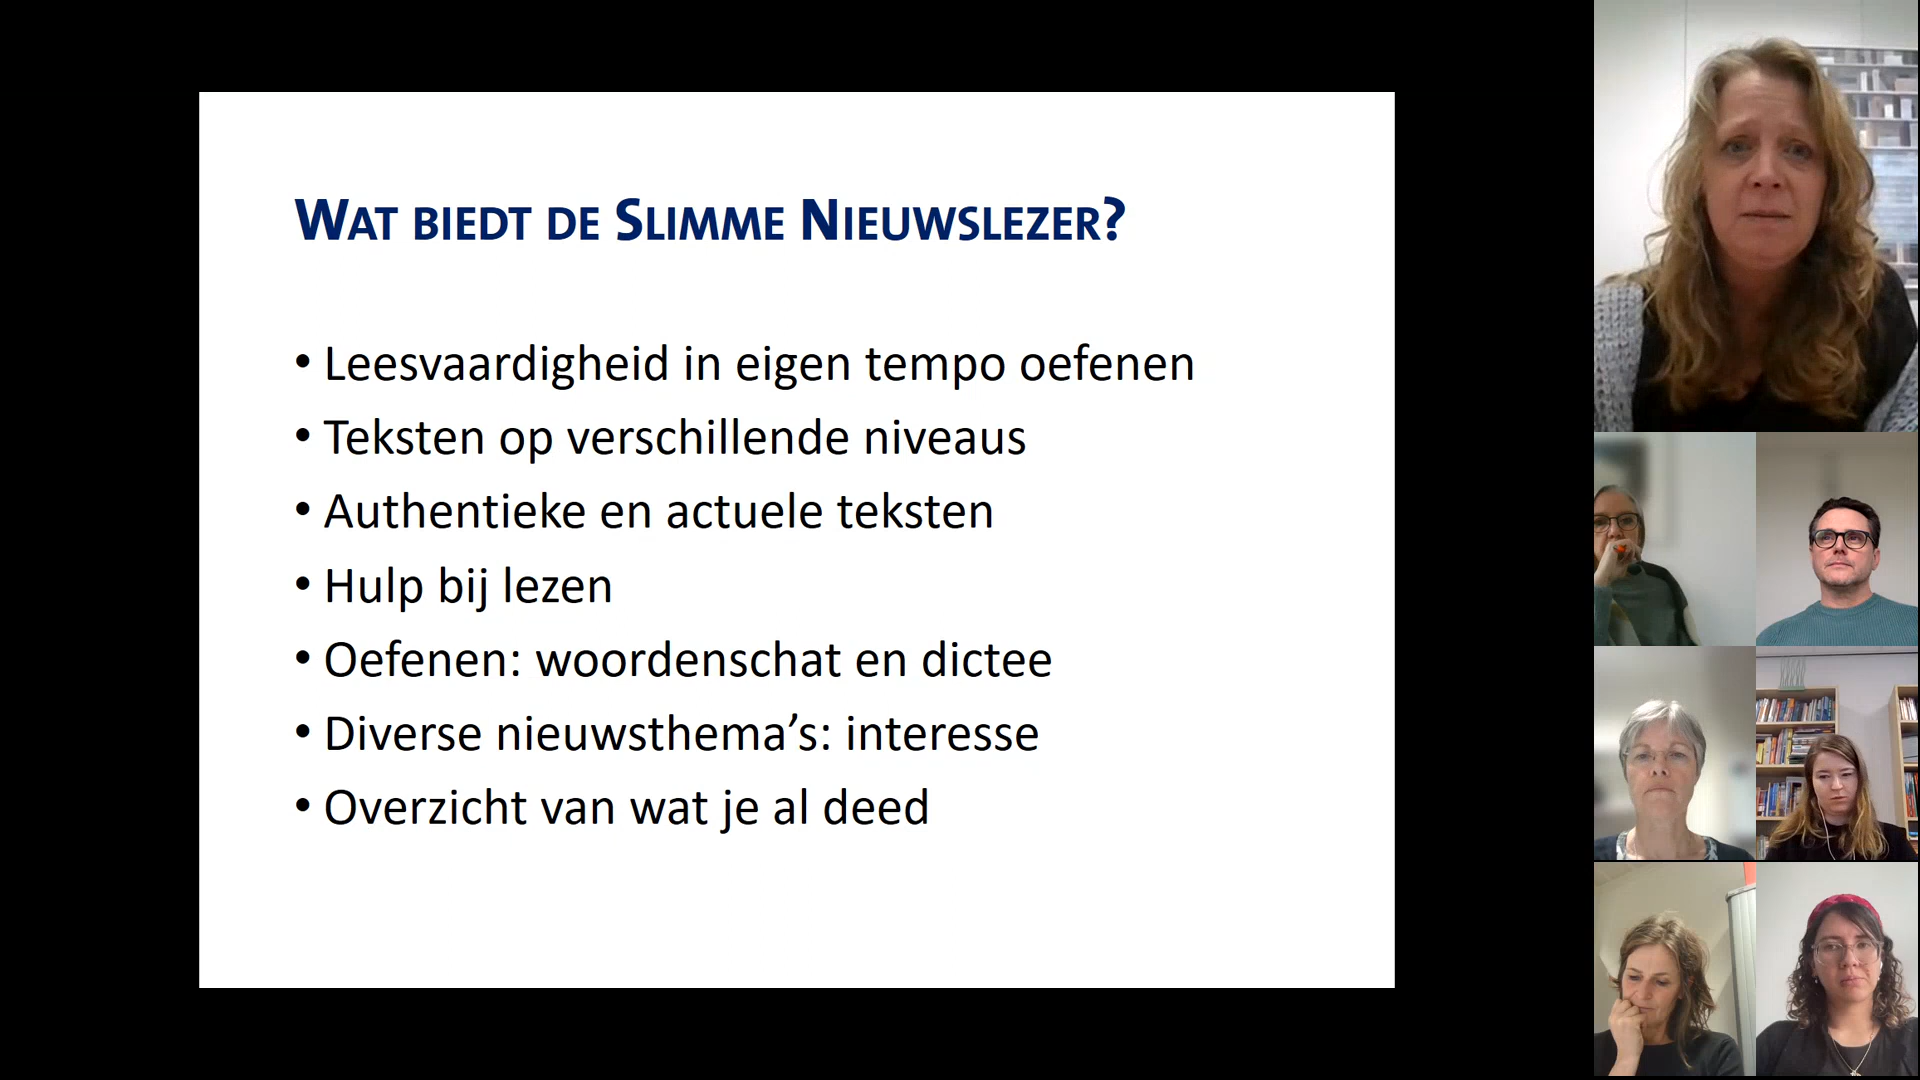 Wat biedt de Slimme Nieuwslezer?
• Leesvaardigheid in eigen tempo oefenen
• Teksten op verschillende niveaus
• Authentieke en actuele teksten
• Hulp bij lezen
• Oefenen: woordenschat en dictee
• Diverse nieuwsthema’s: interesse
• Overzicht van wat je al deed